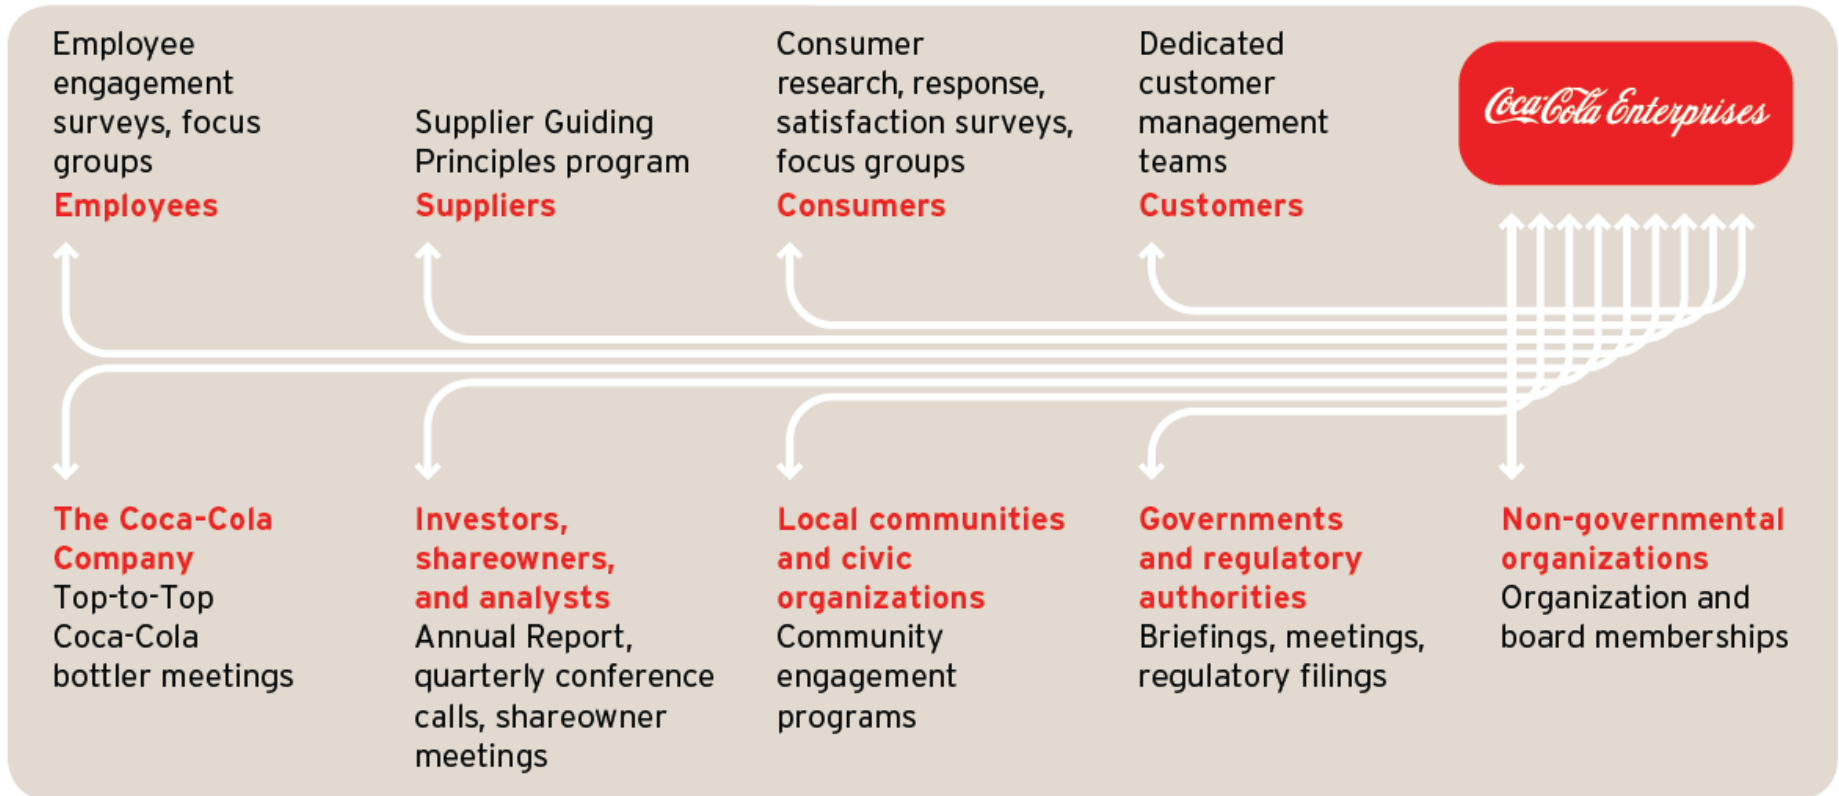 Employee
engagement
surveys, focus
groups
Employees
Supplier Guiding
Principles program
Suppliers
Consumer
research, response,
satisfaction surveys,
focus groups
Consumers
Dedicated
customer
management
teams
Customers
Coca-Cola Enterprises
The Coca-Cola
Company
Top-to-Top
Coca-Cola
bottler meetings
Investors,
shareowners,
and analysts
Annual Report,
quarterly conference
calls, shareowner
meetings
Local communities
and civic
organizations
Community
engagement
programs
Governments
and regulatory
authorities
Briefings, meetings,
regulatory filings
Non-governmental
organizations
Organization and
board memberships